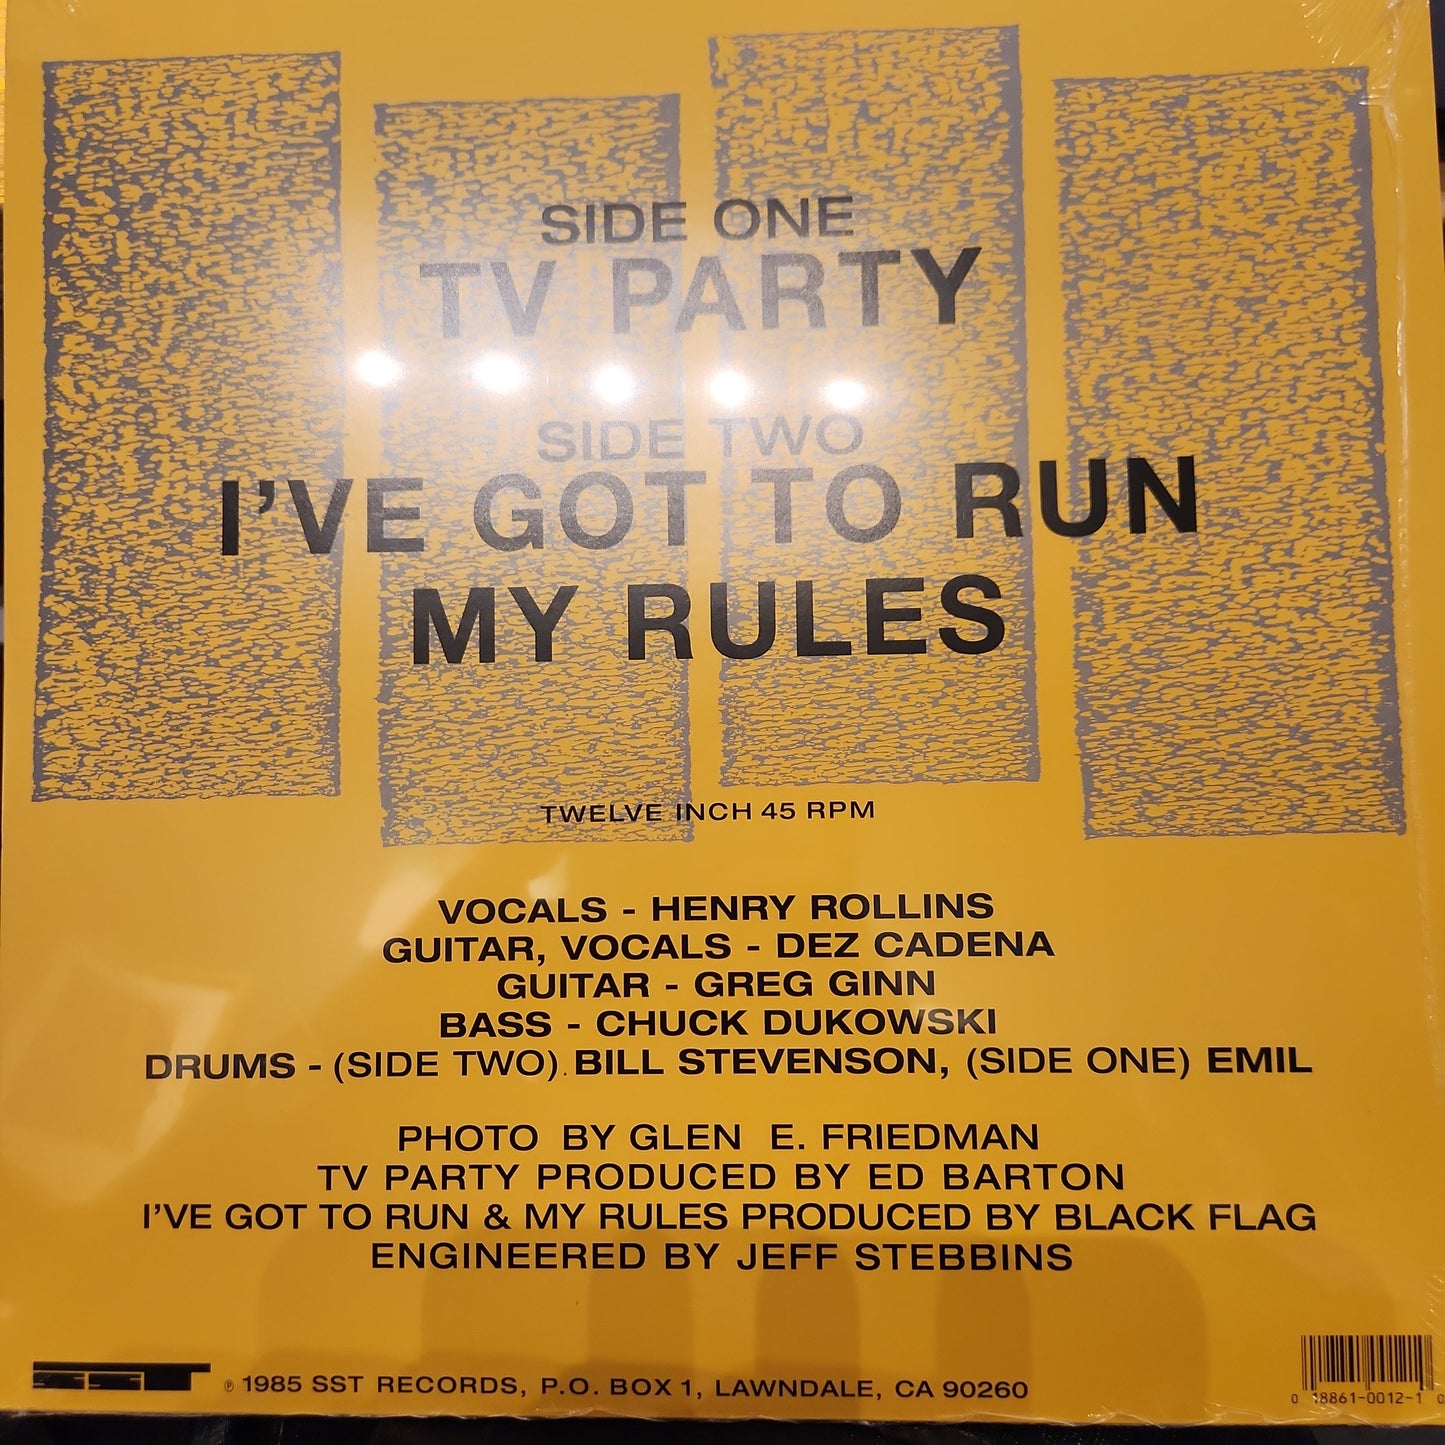 SIDE ONE
TV PARTY
SIDE TWO
I'VE GOT TO RUN
MY RULES
TWELVE INCH 45 RPM
VOCALS - HENRY ROLLINS
GUITAR, VOCALS - DEZ CADENA
GUITAR - GREG GINN
BASS - CHUCK DUKOWSKI
DRUMS - (SIDE TWO). BILL STEVENSON, (SIDE ONE) EMIL
PHOTO BY GLEN E. FRIEDMAN
TV PARTY PRODUCED BY ED BARTON
I'VE GOT TO RUN & MY RULES PRODUCED BY BLACK FLAG
ENGINEERED BY JEFF STEBBINS
SST ℗ 1985 SST RECORDS, P.O. BOX 1, LAWNDALE, CA 90260
0 18861-0012-1 0